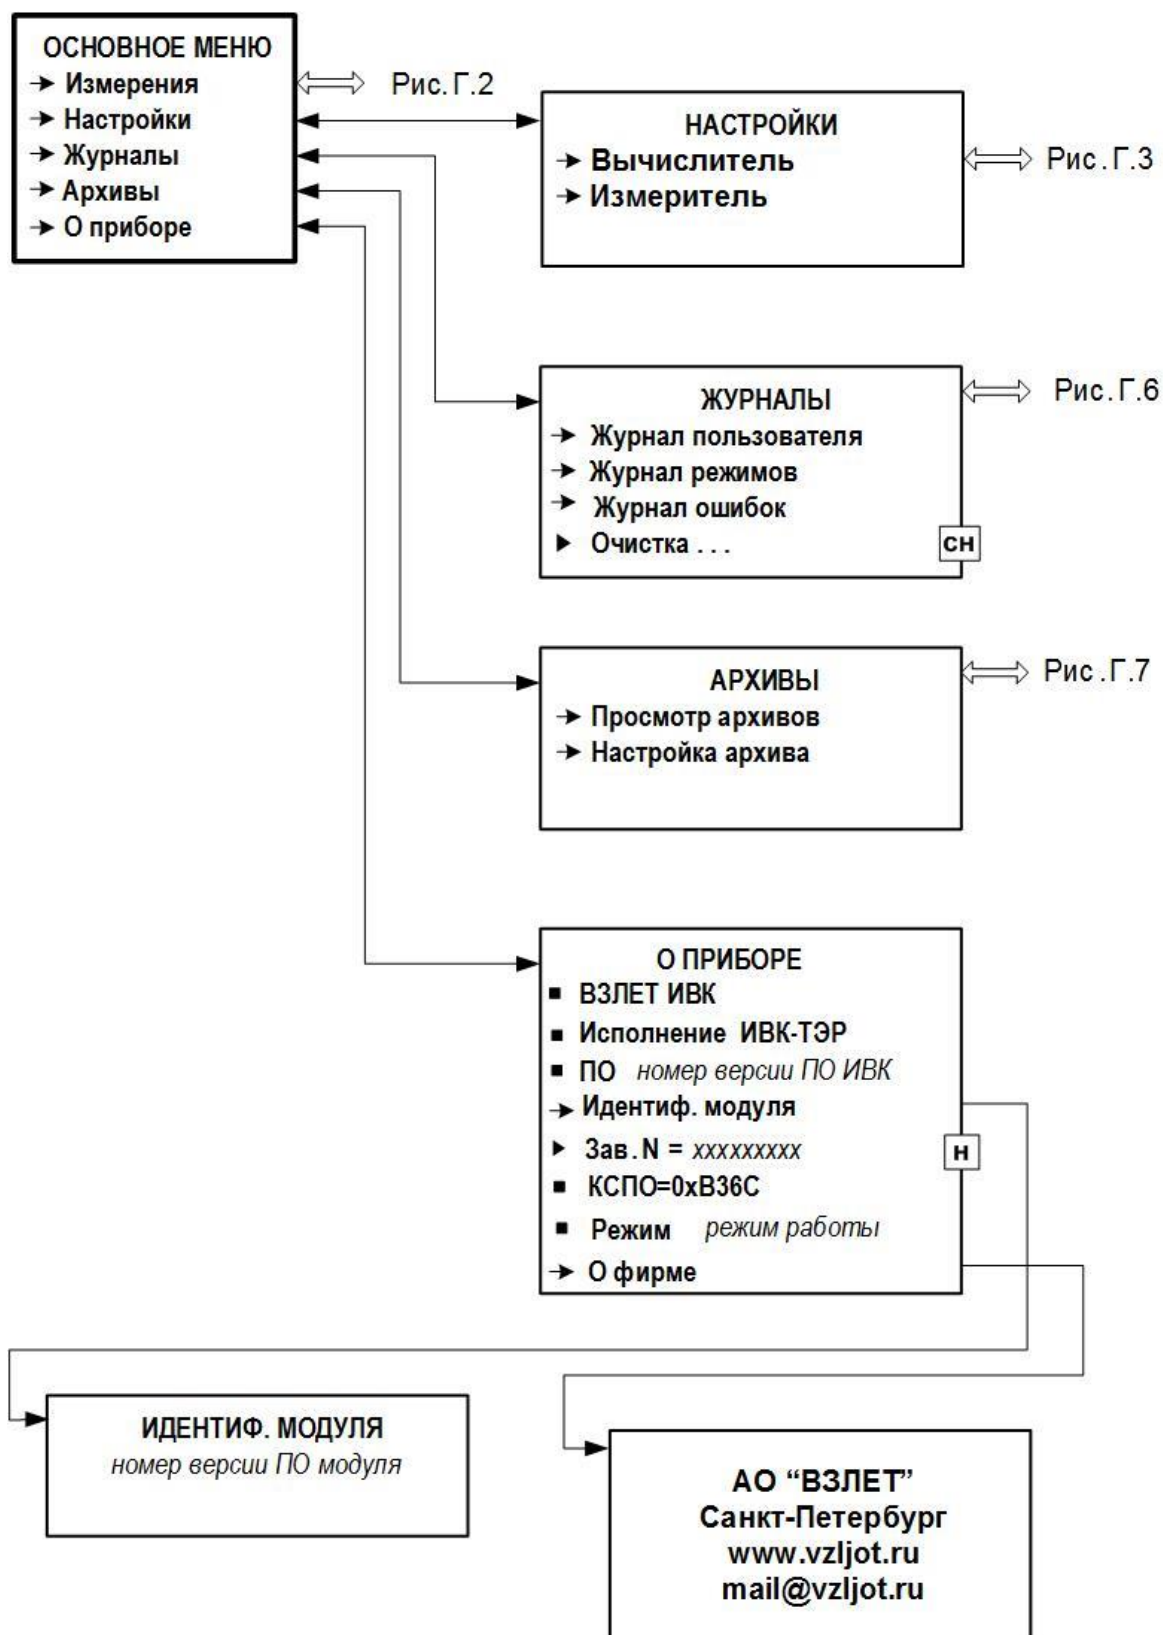 ОСНОВНОЕ МЕНЮ
Измерения
Настройки
Журналы
Архивы
О приборе
Рис.Г.2
НАСТРОЙКИ
Вычислитель
Измеритель
Рис.Г.3
ЖУРНАЛЫ
Журнал пользователя
Журнал режимов
Журнал ошибок
Очистка . . .
СН
Рис.Г.6
АРХИВЫ
Просмотр архивов
Настройка архива
Рис.Г.7
О ПРИБОРЕ
ВЗЛЕТ ИВК
Исполнение ИВК-ТЭР
ПО номер версии ПО ИВК
Идентиф. модуля
Зав.N = xxxxxxxxx
Н
КСПО=0xB36C
Режим режим работы
О фирме
ИДЕНТИФ. МОДУЛЯ
номер версии ПО модуля
АО “ВЗЛЕТ”
Санкт-Петербург
www.vzljot.ru
mail@vzljot.ru